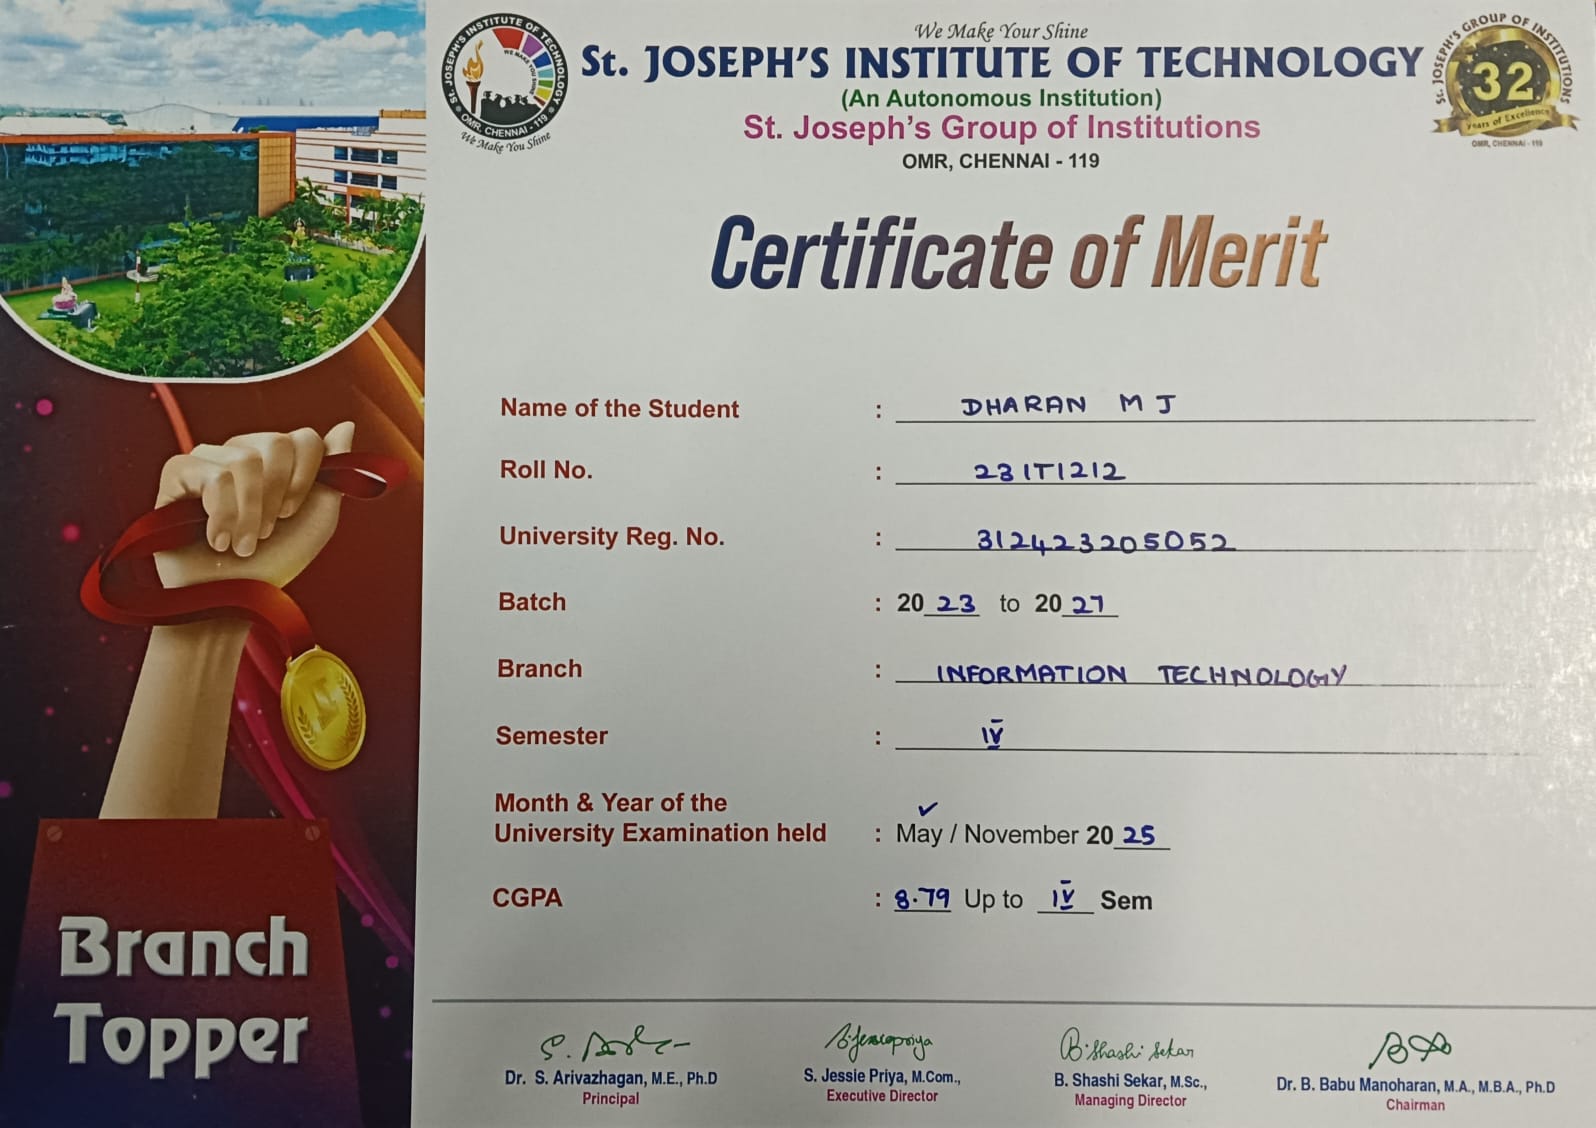 We Make Your Shine
St. JOSEPH'S INSTITUTE OF TECHNOLOGY
(An Autonomous Institution)
St. Joseph's Group of Institutions
OMR, CHENNAI - 119
ST. JOSEPH'S INSTITUTE OF TECHNOLOGY
WE MAKE YOU SHINE
OMR, CHENNAI - 119
We Make You Shine
St. JOSEPH'S GROUP OF INSTITUTIONS
32
Years of Excellence
OMR, CHENNAI - 119
Certificate of Merit
Name of the Student : DHARAN M J
Roll No. : 23IT1212
University Reg. No. : 312423205052
Batch : 2023 to 2027
Branch : INFORMATION TECHNOLOGY
Semester : IV
Month & Year of the
University Examination held : May / November 2025
CGPA : 8.79 Up to IV Sem
Branch
Topper
S. Jessiepriya
B. Shashi Sekar
Dr. S. Arivazhagan, M.E., Ph.D
Principal
S. Jessie Priya, M.Com.,
Executive Director
B. Shashi Sekar, M.Sc.,
Managing Director
Dr. B. Babu Manoharan, M.A., M.B.A., Ph.D
Chairman